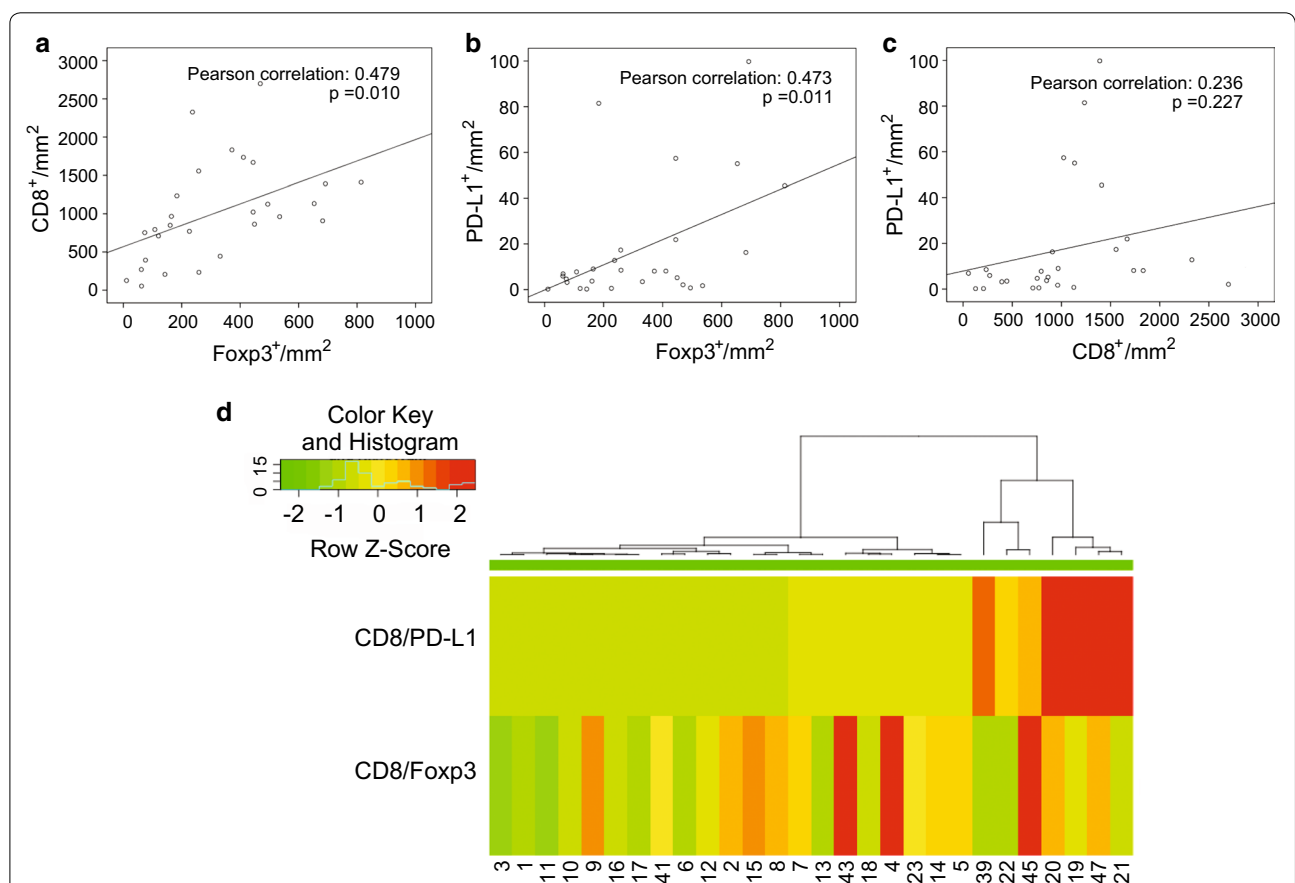 a
3000
2500
2000
1500
1000
500
0
CD8+/mm2
Pearson correlation: 0.479
p =0.010
0 200 400 600 800 1000
Foxp3+/mm2
b
100
80
60
40
20
0
PD-L1+/mm2
Pearson correlation: 0.473
p =0.011
0 200 400 600 800 1000
Foxp3+/mm2
c
100
80
60
40
20
0
PD-L1+/mm2
Pearson correlation: 0.236
p =0.227
0 500 1000 1500 2000 2500 3000
CD8+/mm2
d
Color Key
and Histogram
0 15
-2 -1 0 1 2
Row Z-Score
CD8/PD-L1
CD8/Foxp3
3 1 11 10 9 16 17 41 6 12 2 15 8 7 13 43 18 4 23 14 5 39 22 45 20 19 47 21